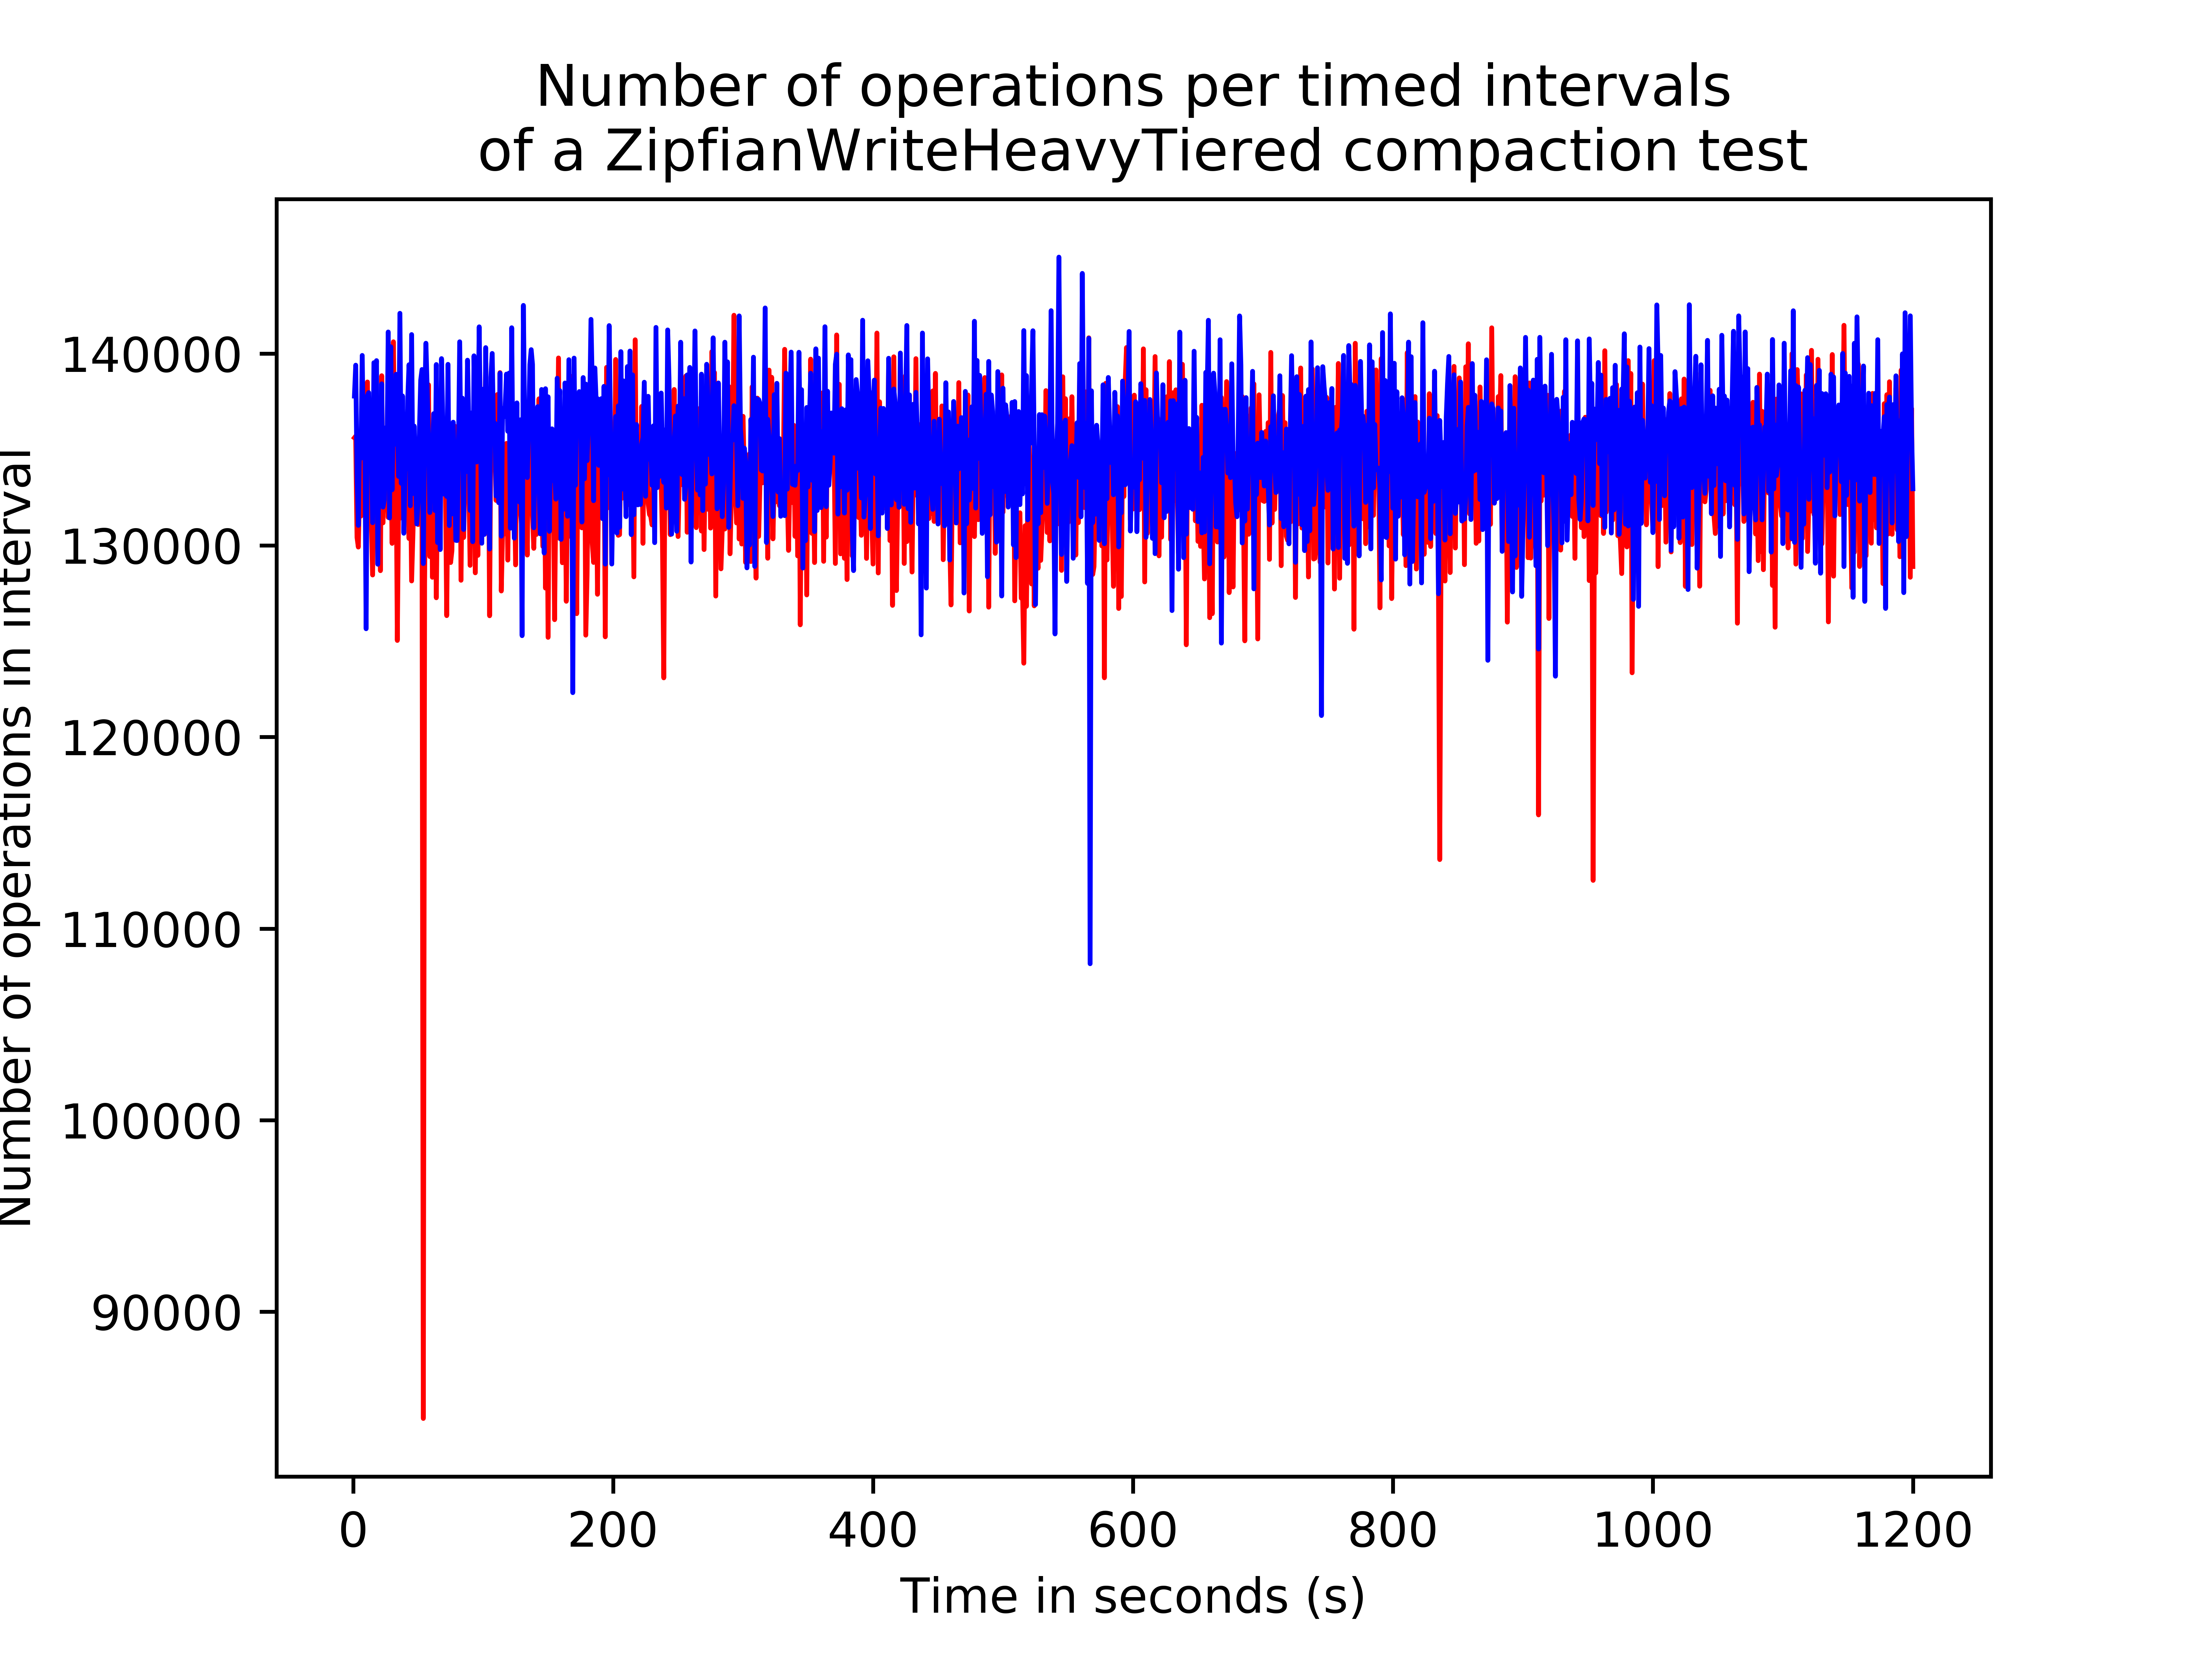 Number of operations per timed intervals
of a ZipfianWriteHeavyTiered compaction test
Number of operations in interval
140000
130000
120000
110000
100000
90000
0 200 400 600 800 1000 1200
Time in seconds (s)